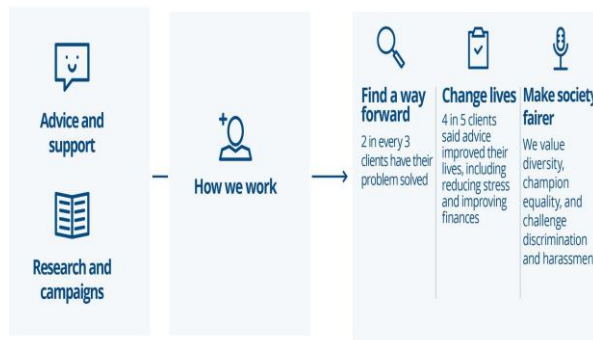 Advice and
support
Research and
campaigns
How we work
Find a way
forward
2 in every 3
clients have their
problem solved
Change lives
4 in 5 clients
said advice
improved their
lives, including
reducing stress
and improving
finances
Make society
fairer
We value
diversity,
champion
equality, and
challenge
discrimination
and harassmen